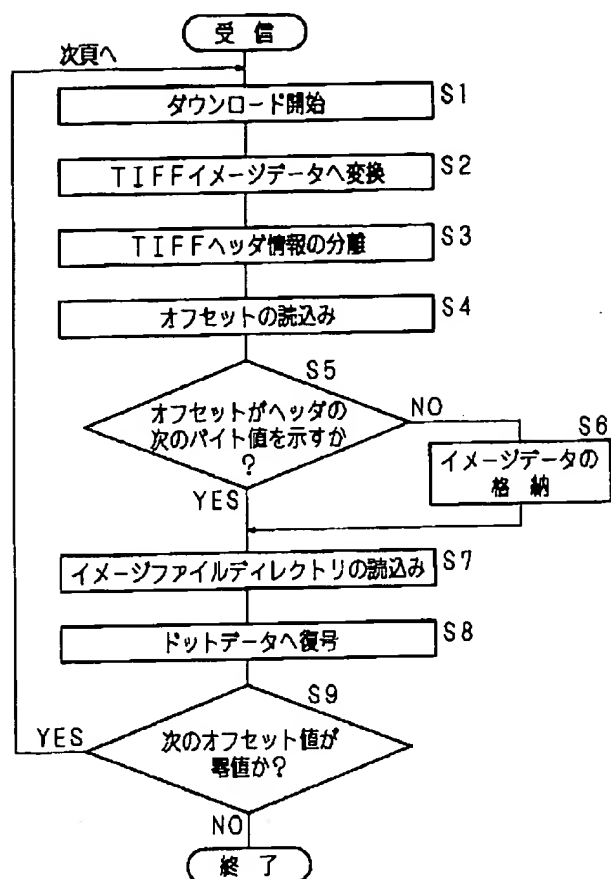 受 信
次頁へ
ダウンロード開始
S1
TIFFイメージデータへ変換
S2
TIFFヘッダ情報の分離
S3
オフセットの読込み
S4
S5
オフセットがヘッダの
次のバイト値を示すか
?
NO
YES
S6
イメージデータの
格 納
イメージファイルディレクトリの読込み
S7
ドットデータへ復号
S8
S9
YES
次のオフセット値が
零値か?
NO
終 了